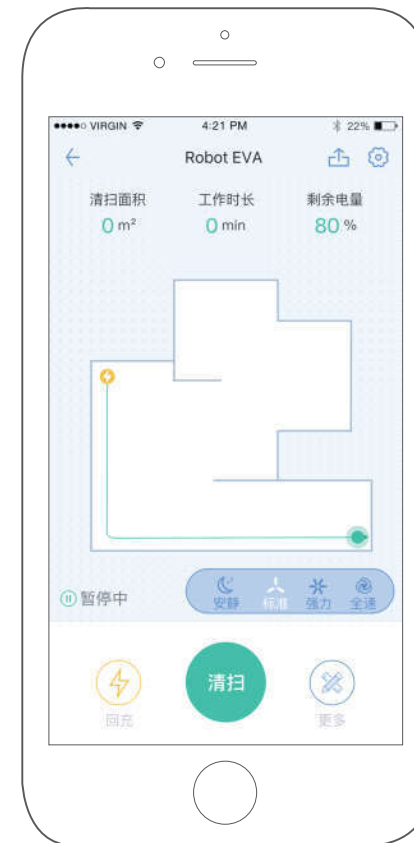 VIRGIN 4:21 PM 22%
Robot EVA
清扫面积 工作时长 剩余电量
0 m² 0 min 80 %
暂停中
安静 标准 强力 全速
清扫
回充 更多